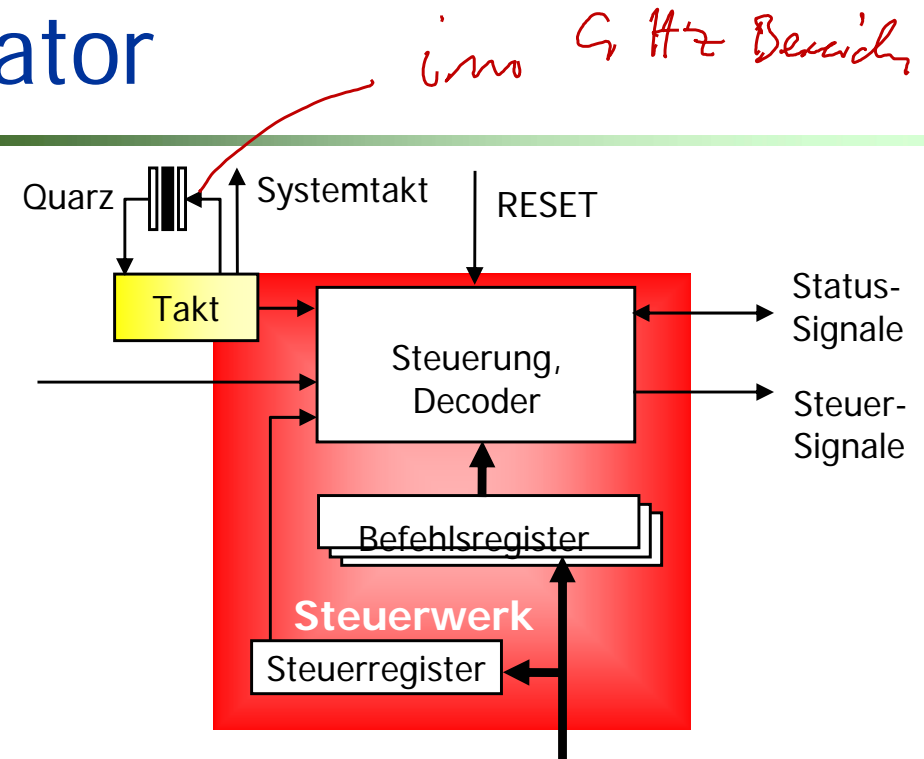 ator
im GHz Bereich
Quarz
Systemtakt
RESET
Takt
Status-
Signale
Steuerung,
Decoder
Steuer-
Signale
Befehlsregister
Steuerwerk
Steuerregister